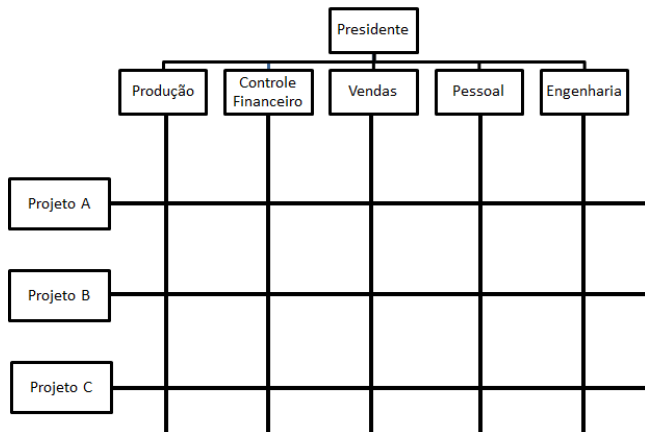 Presidente
Produção
Controle
Financeiro
Vendas
Pessoal
Engenharia
Projeto A
Projeto B
Projeto C